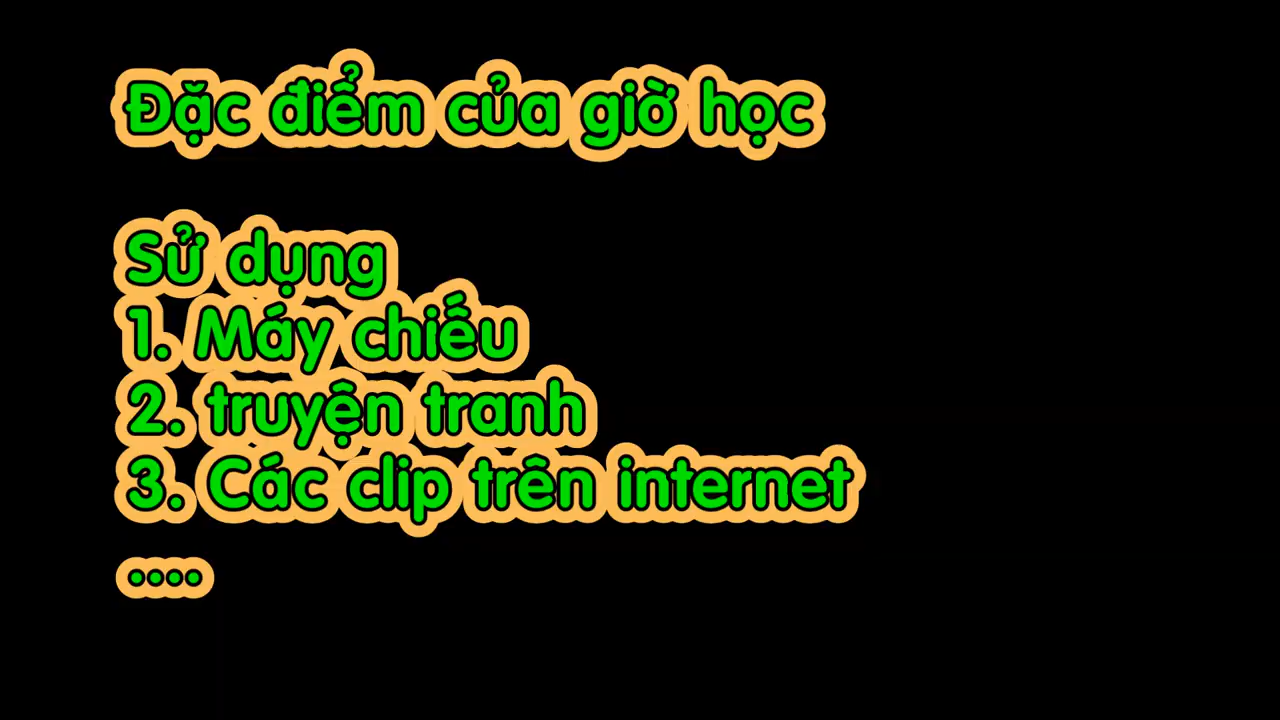 Đặc điểm của giờ học
Sử dụng
1. Máy chiếu
2. truyện tranh
3. Các clip trên internet
....